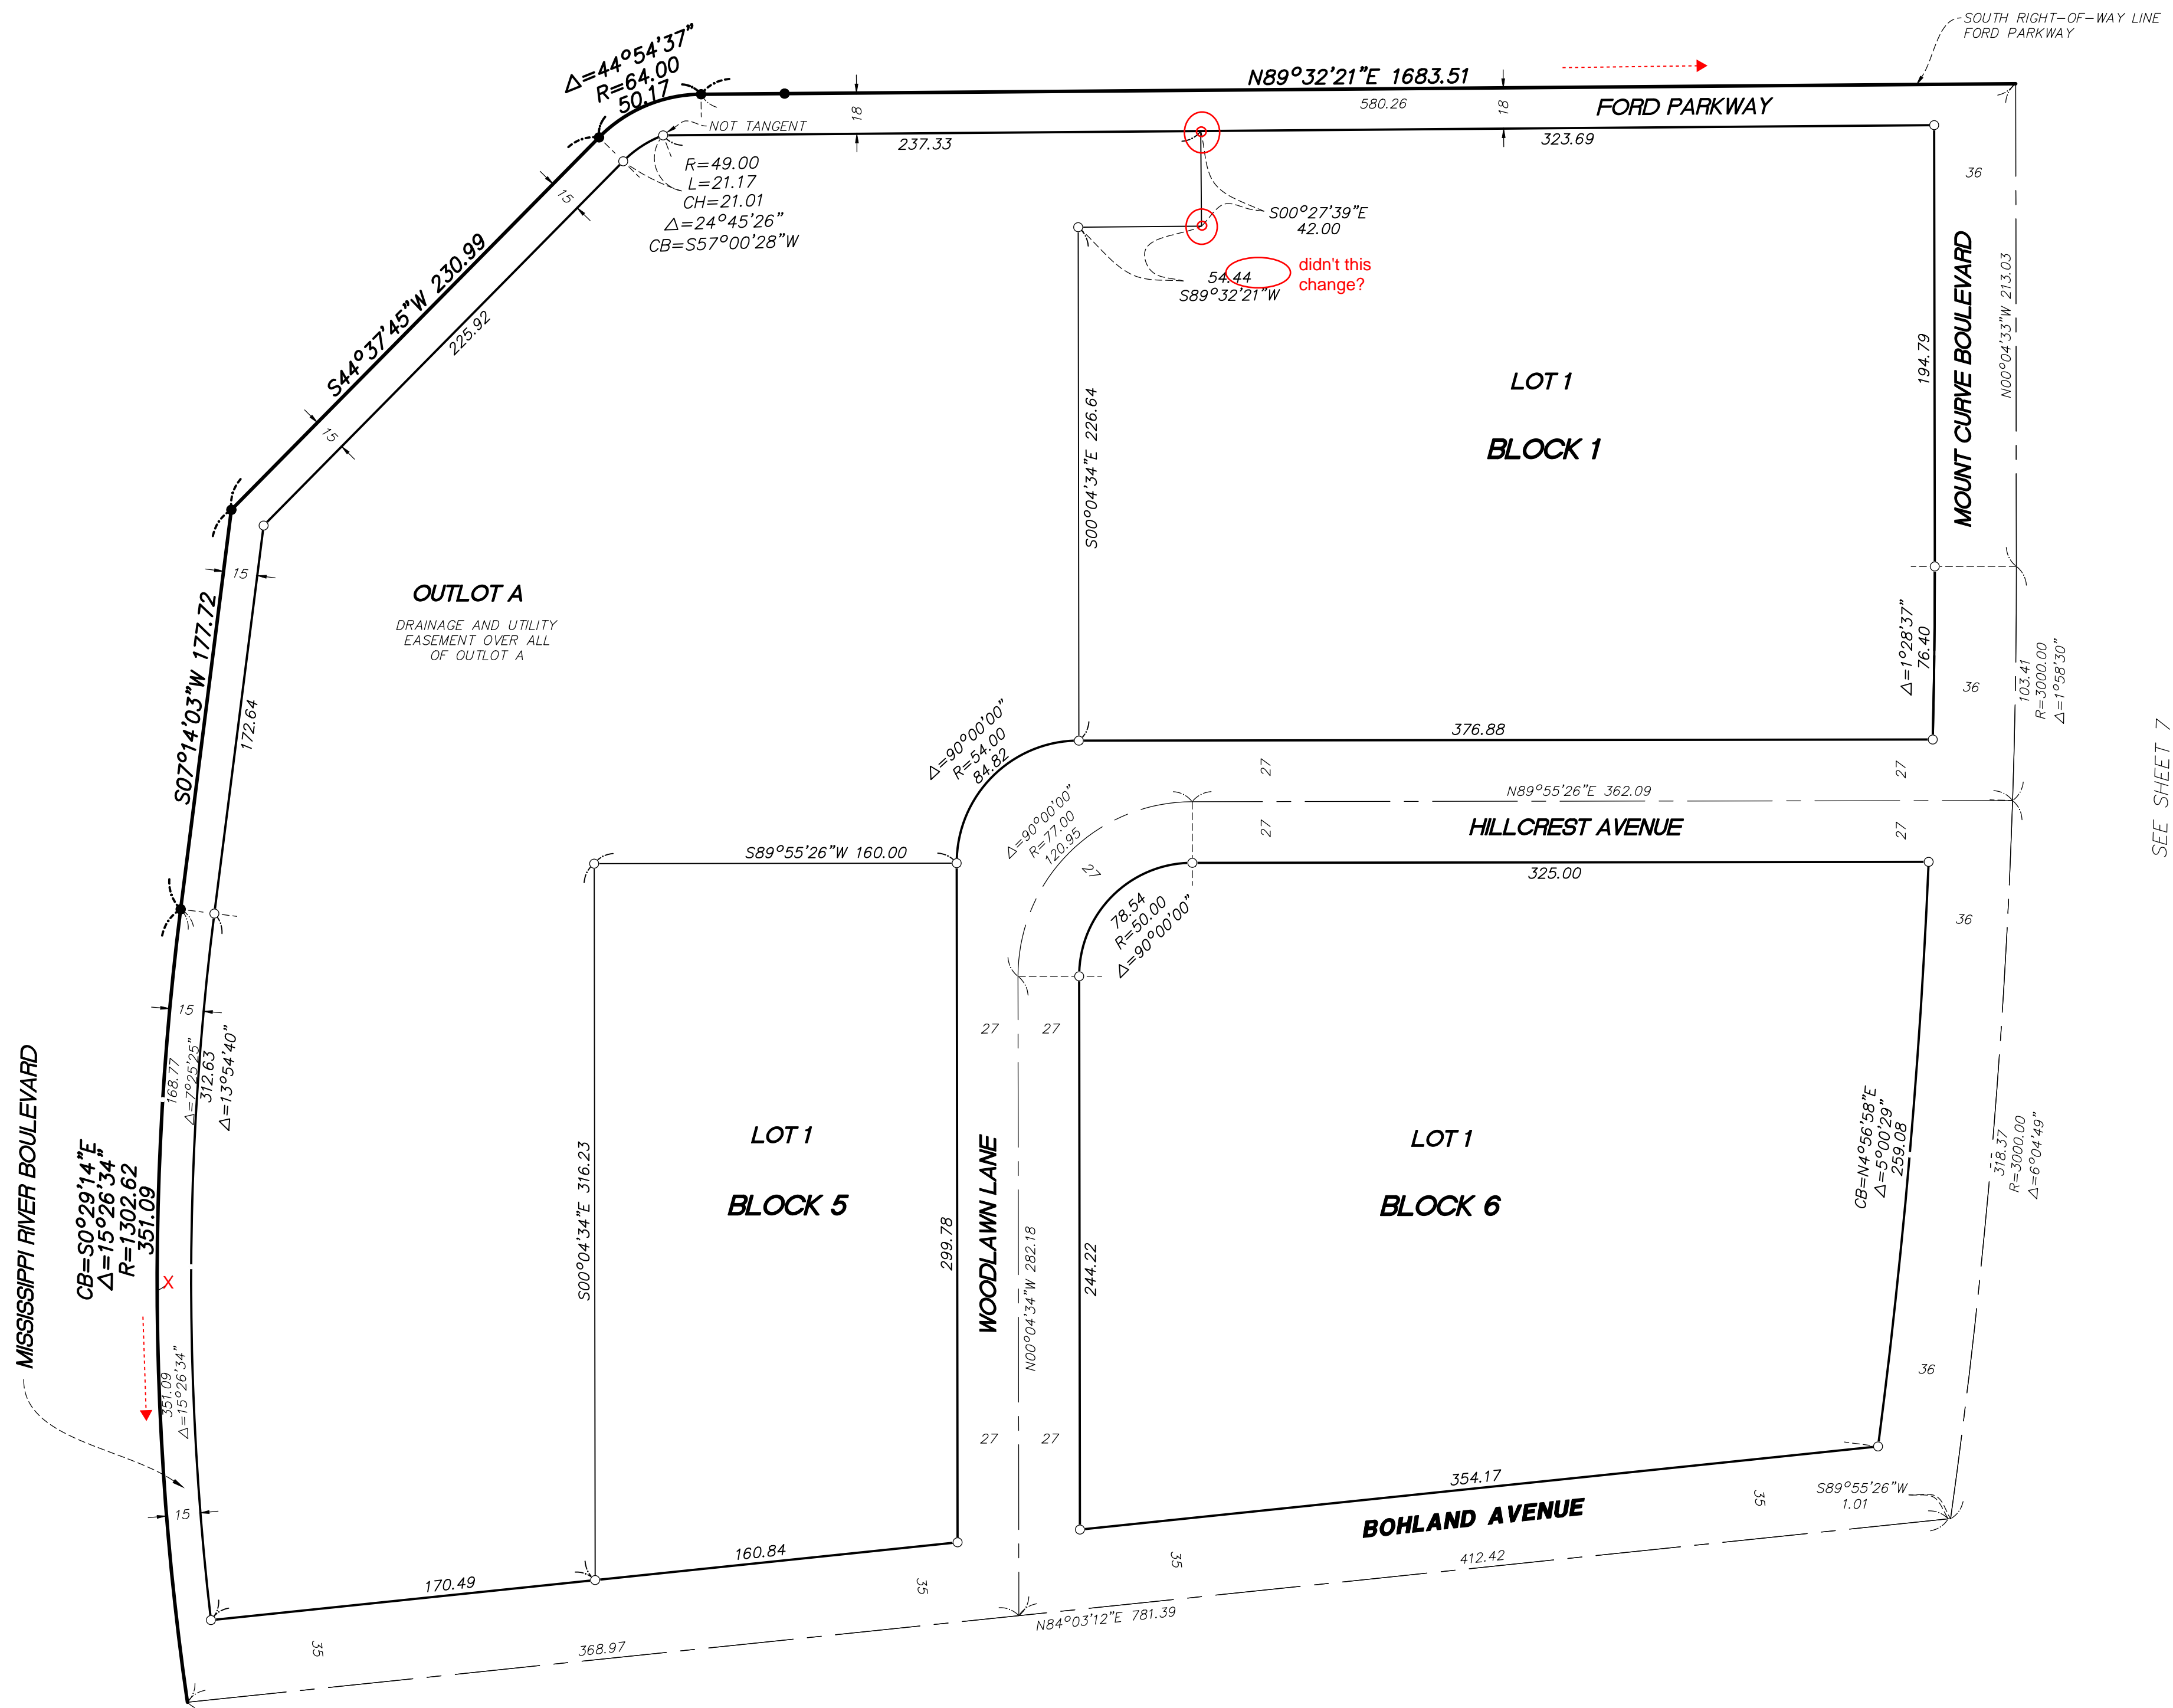 SOUTH RIGHT-OF-WAY LINE
FORD PARKWAY
Δ=44°54'37"
R=64.00
50.17
N89°32'21"E 1683.51
580.26
18
18
FORD PARKWAY
NOT TANGENT
237.33
323.69
R=49.00
L=21.17
CH=21.01
Δ=24°45'26"
CB=S57°00'28"W
15
36
S00°27'39"E
42.00
didn't this
change?
54.44
S89°32'21"W
S44°37'45"W 230.99
225.92
15
MOUNT CURVE BOULEVARD
N00°04'33"W 213.03
194.79
LOT 1
BLOCK 1
S00°04'34"E 226.64
15
OUTLOT A
DRAINAGE AND UTILITY
EASEMENT OVER ALL
OF OUTLOT A
S07°14'03"W 177.72
172.64
Δ=1°28'37"
76.40
36
103.41
R=3000.00
Δ=1°58'30"
Δ=90°00'00"
R=54.00
84.82
376.88
27
27
SEE SHEET 7
N89°55'26"E 362.09
Δ=90°00'00"
R=77.00
120.95
27
27
27
HILLCREST AVENUE
S89°55'26"W 160.00
325.00
78.54
R=50.00
Δ=90°00'00"
36
15
27
27
168.77
Δ=7°25'25"
312.63
Δ=13°54'40"
MISSISSIPPI RIVER BOULEVARD
CB=S0°29'14"E
Δ=15°26'34"
R=1302.62
351.09
X
LOT 1
BLOCK 5
S00°04'34"E 316.23
299.78
WOODLAWN LANE
N00°04'34"W 282.18
244.22
LOT 1
BLOCK 6
CB=N4°56'58"E
Δ=5°00'29"
259.08
318.37
R=3000.00
Δ=6°04'49"
351.09
Δ=15°26'34"
36
27
27
15
354.17
S89°55'26"W
1.01
35
BOHLAND AVENUE
160.84
412.42
35
170.49
35
N84°03'12"E 781.39
368.97
35